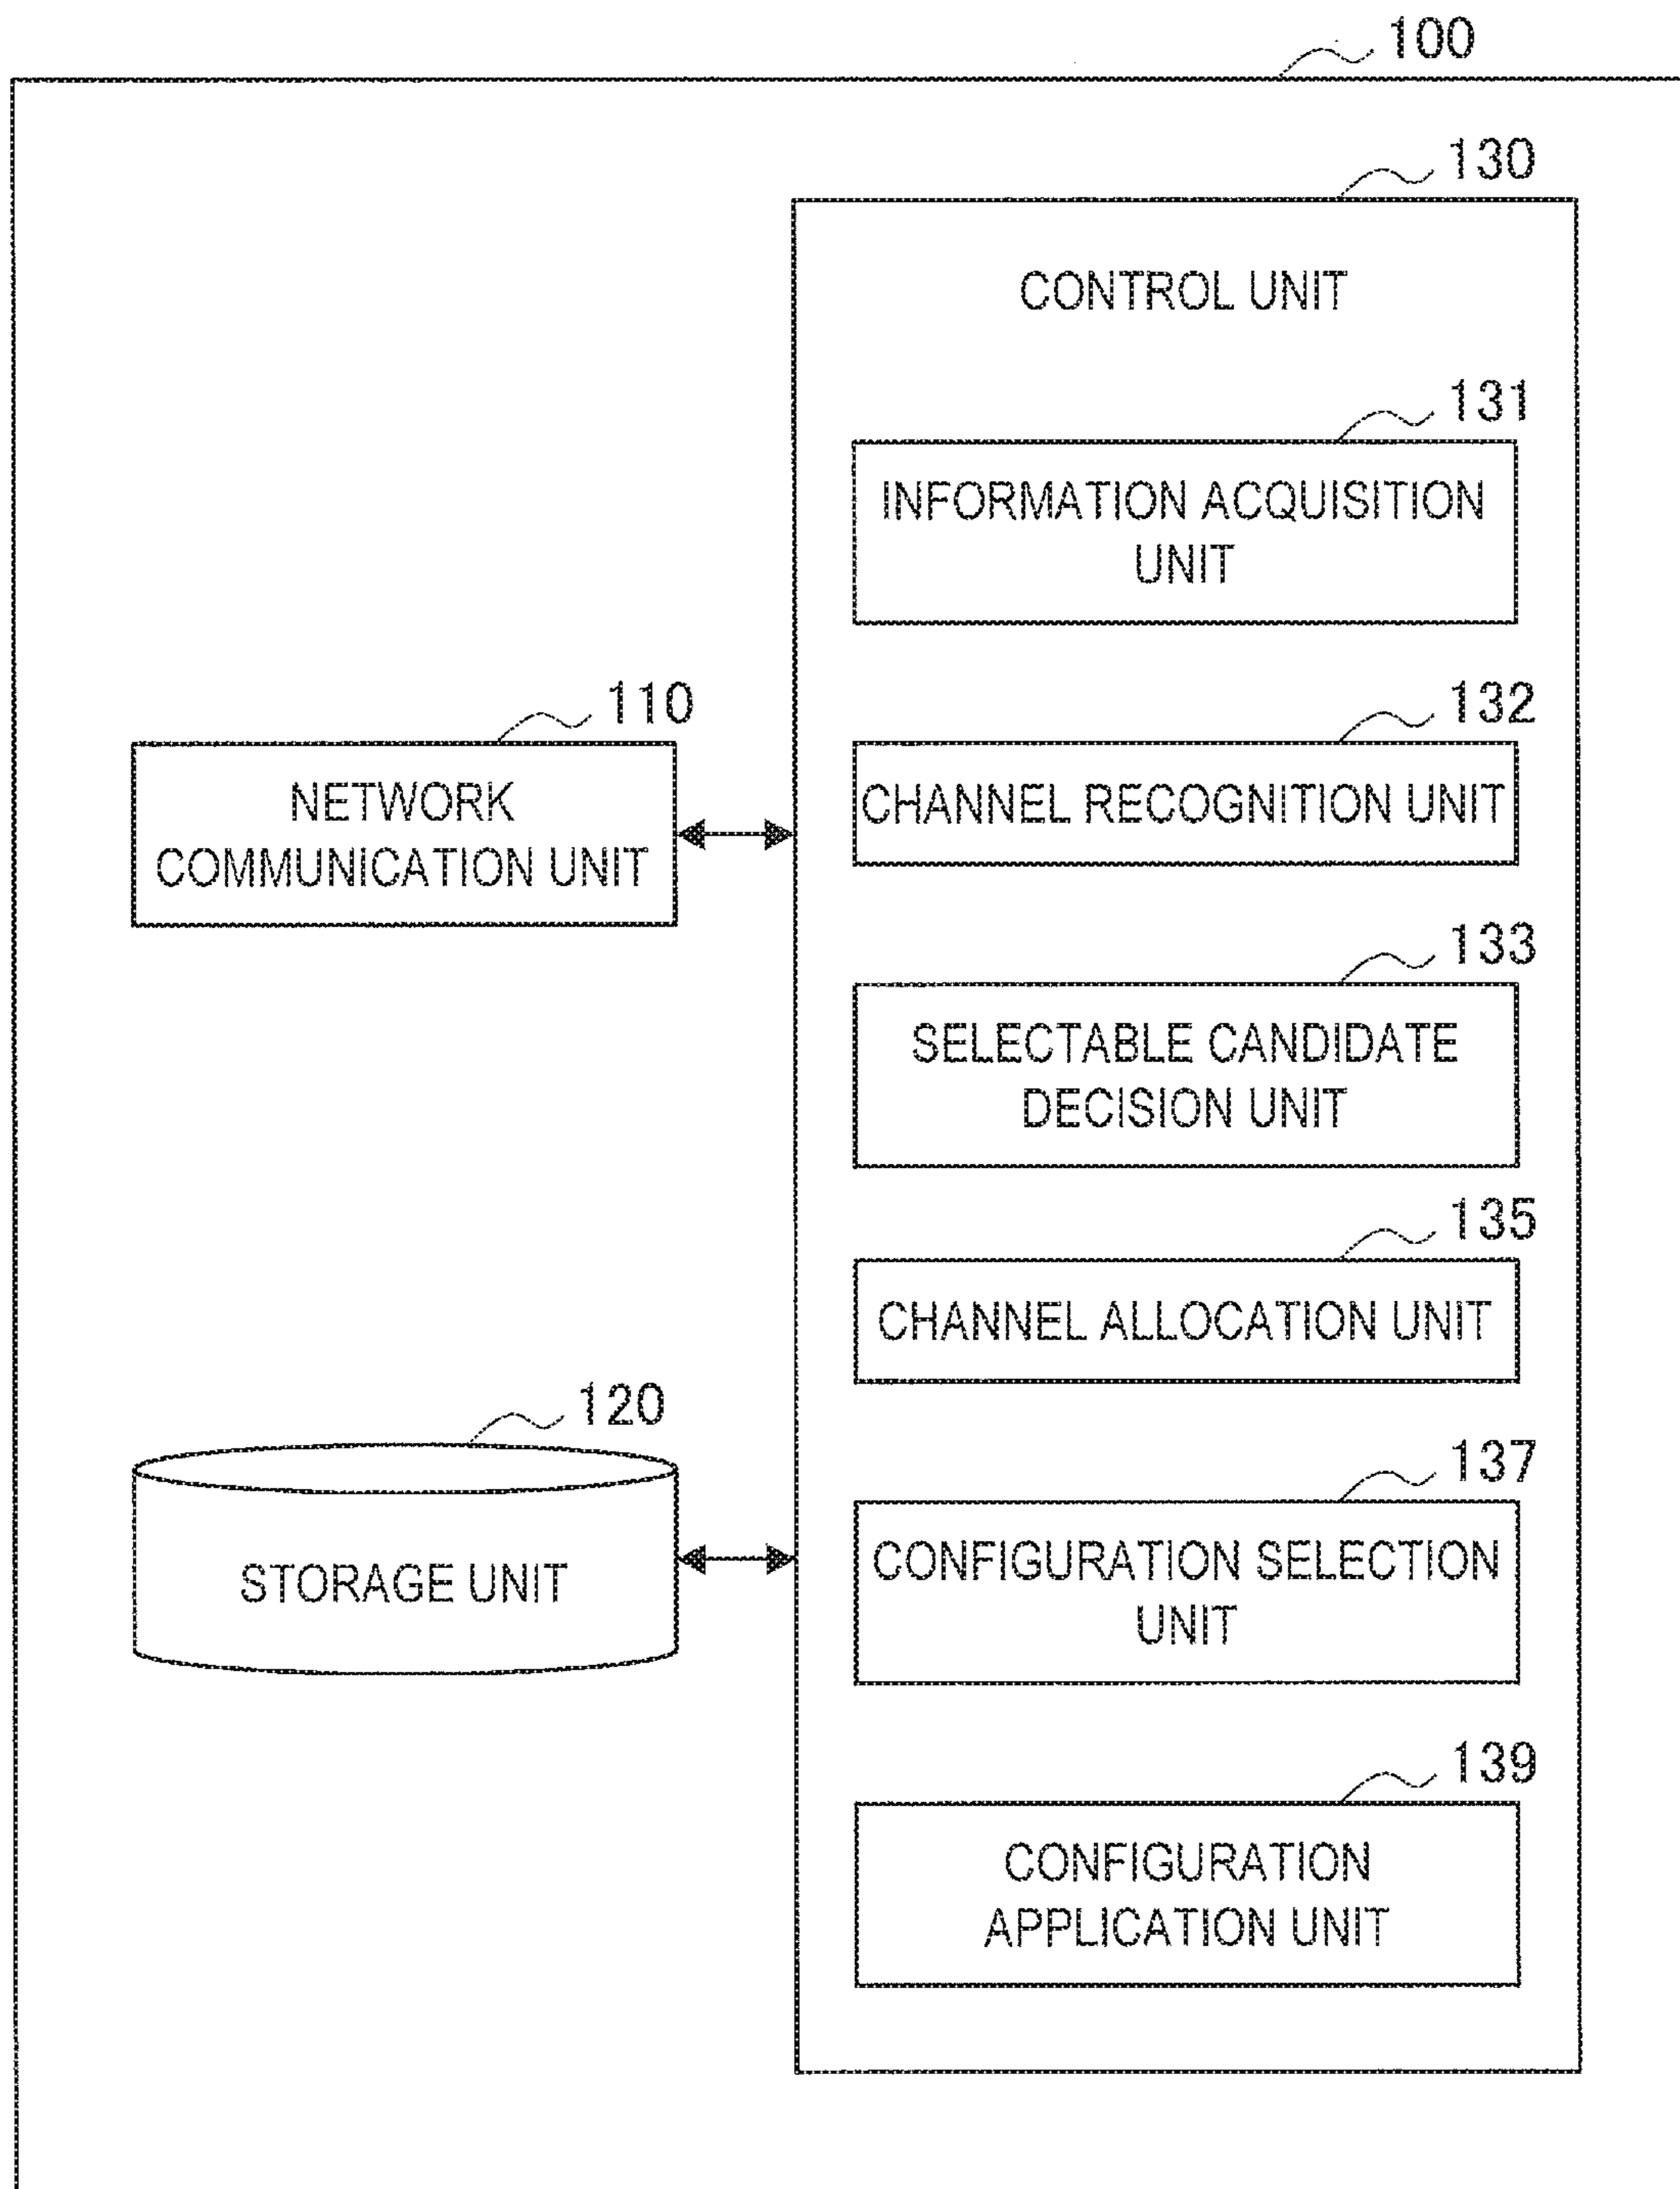 100
130
CONTROL UNIT
131
INFORMATION ACQUISITION
UNIT
110
NETWORK
COMMUNICATION UNIT
132
CHANNEL RECOGNITION UNIT
133
SELECTABLE CANDIDATE
DECISION UNIT
135
CHANNEL ALLOCATION UNIT
120
STORAGE UNIT
137
CONFIGURATION SELECTION
UNIT
139
CONFIGURATION
APPLICATION UNIT